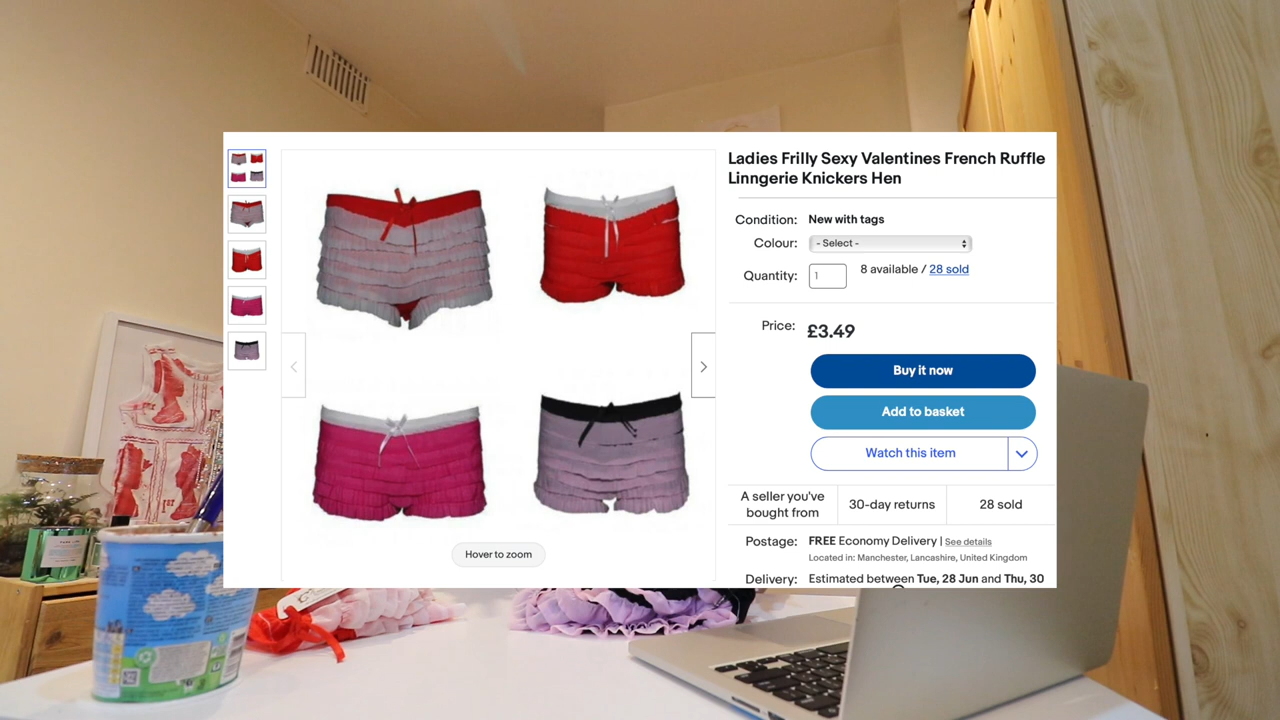 Ladies Frilly Sexy Valentines French Ruffle
Linngerie Knickers Hen
Condition: New with tags
Colour: - Select -
Quantity: 1 8 available / 28 sold
Price: £3.49
Buy it now
Add to basket
Watch this item
A seller you've
bought from
30-day returns
28 sold
Postage: FREE Economy Delivery | See details
Located in: Manchester, Lancashire, United Kingdom
Delivery: Estimated between Tue, 28 Jun and Thu, 30
Hover to zoom